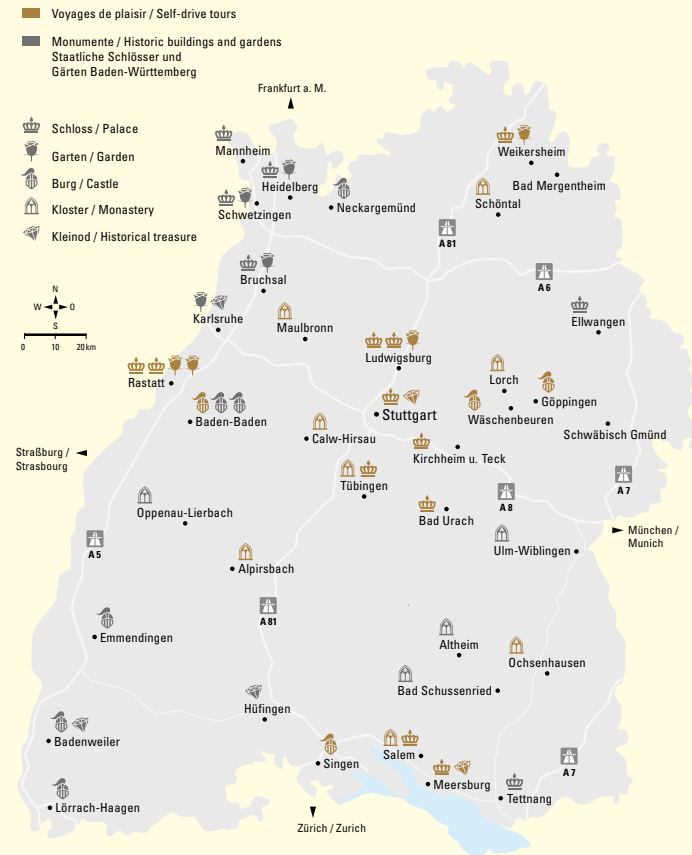 Voyages de plaisir / Self-drive tours
Monumente / Historic buildings and gardens
Staatliche Schlösser und
Gärten Baden-Württemberg
Frankfurt a. M.
Schloss / Palace
Garten / Garden
Burg / Castle
Kloster / Monastery
Kleinod / Historical treasure
Mannheim
Weikersheim
Bad Mergentheim
Heidelberg
Schwetzingen
Neckargemünd
Schöntal
A 81
A 6
Bruchsal
N
W
O
S
0 10 20 km
Karlsruhe
Maulbronn
Ellwangen
Ludwigsburg
Rastatt
Lorch
Göppingen
Stuttgart
Wäschenbeuren
Baden-Baden
Schwäbisch Gmünd
Calw-Hirsau
Kirchheim u. Teck
Straßburg /
Strasbourg
Tübingen
A 7
A 8
Oppenau-Lierbach
Bad Urach
München /
Munich
A 5
Ulm-Wiblingen
Alpirsbach
A 81
Emmendingen
Altheim
Ochsenhausen
Bad Schussenried
Hüfingen
Badenweiler
Salem
Singen
A 7
Meersburg
Tettnang
Lörrach-Haagen
Zürich / Zurich